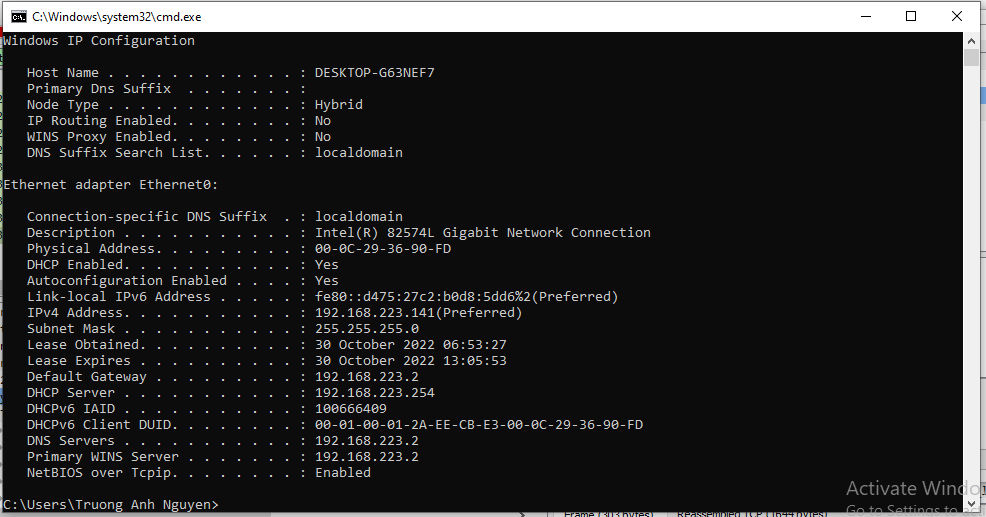 C:\Windows\system32\cmd.exe
Windows IP Configuration
Host Name . . . . . . . . . . . . : DESKTOP-G63NEF7
Primary Dns Suffix  . . . . . . . :
Node Type . . . . . . . . . . . . : Hybrid
IP Routing Enabled. . . . . . . . : No
WINS Proxy Enabled. . . . . . . . : No
DNS Suffix Search List. . . . . . : localdomain
Ethernet adapter Ethernet0:
Connection-specific DNS Suffix  . : localdomain
Description . . . . . . . . . . . : Intel(R) 82574L Gigabit Network Connection
Physical Address. . . . . . . . . : 00-0C-29-36-90-FD
DHCP Enabled. . . . . . . . . . . : Yes
Autoconfiguration Enabled . . . . : Yes
Link-local IPv6 Address . . . . . : fe80::d475:27c2:b0d8:5dd6%2(Preferred)
IPv4 Address. . . . . . . . . . . : 192.168.223.141(Preferred)
Subnet Mask . . . . . . . . . . . : 255.255.255.0
Lease Obtained. . . . . . . . . . : 30 October 2022 06:53:27
Lease Expires . . . . . . . . . . : 30 October 2022 13:05:53
Default Gateway . . . . . . . . . : 192.168.223.2
DHCP Server . . . . . . . . . . . : 192.168.223.254
DHCPv6 IAID . . . . . . . . . . . : 100666409
DHCPv6 Client DUID. . . . . . . . : 00-01-00-01-2A-EE-CB-E3-00-0C-29-36-90-FD
DNS Servers . . . . . . . . . . . : 192.168.223.2
Primary WINS Server . . . . . . . : 192.168.223.2
NetBIOS over Tcpip. . . . . . . . : Enabled
C:\Users\Truong Anh Nguyen>
Activate Windo
Go to Settings to
Frame (303 bytes) Reassembled TCP (1644 bytes)